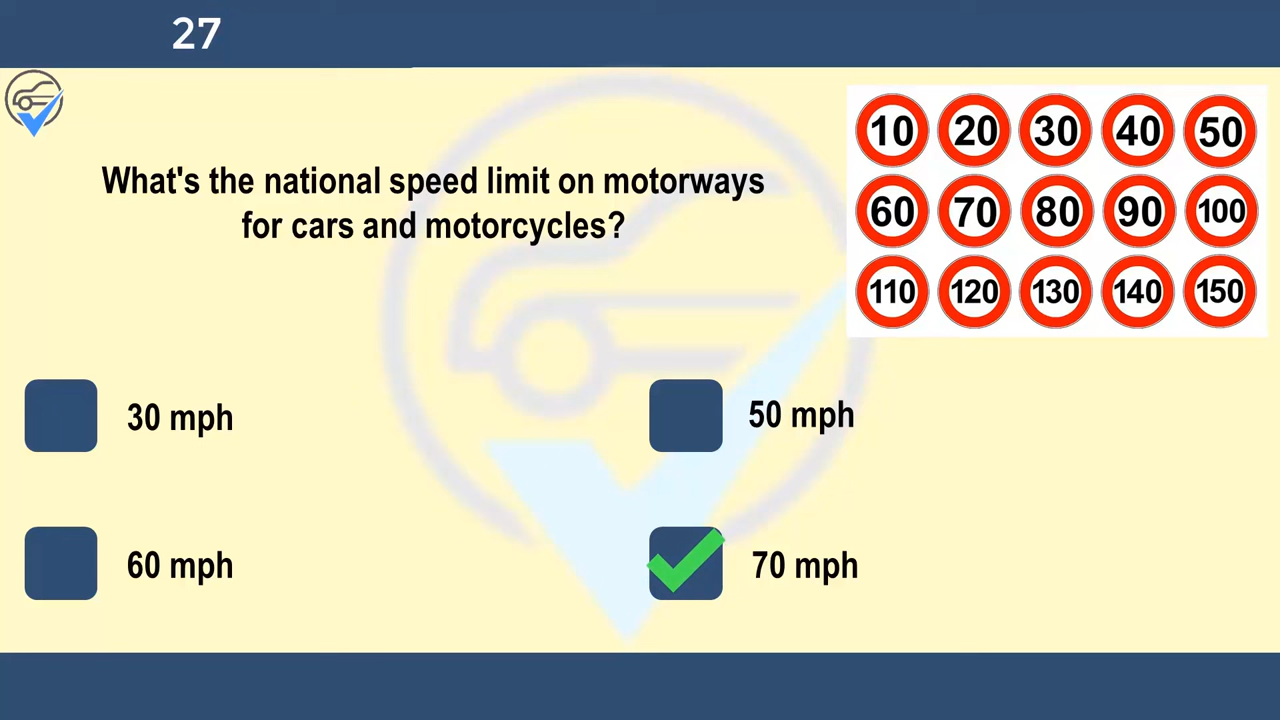 27
What's the national speed limit on motorways
for cars and motorcycles?
10 20 30 40 50
60 70 80 90 100
110 120 130 140 150
30 mph
50 mph
60 mph
70 mph